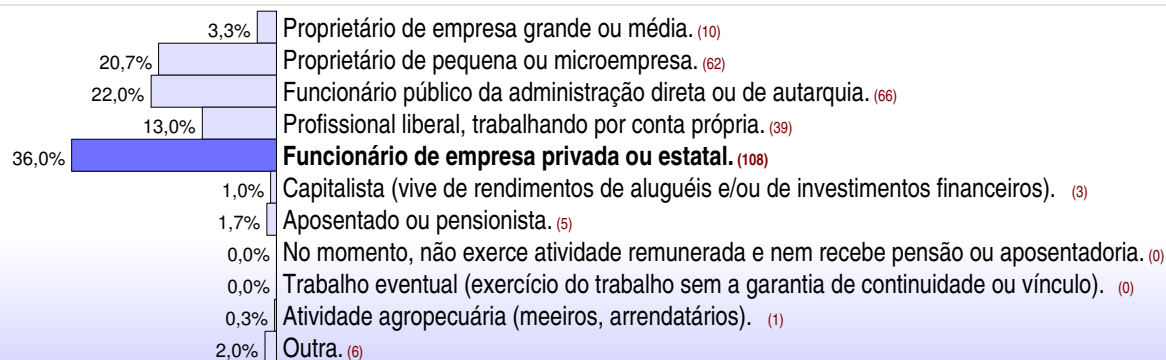 3,3% Proprietário de empresa grande ou média. (10)
20,7% Proprietário de pequena ou microempresa. (62)
22,0% Funcionário público da administração direta ou de autarquia. (66)
13,0% Profissional liberal, trabalhando por conta própria. (39)
36,0% Funcionário de empresa privada ou estatal. (108)
1,0% Capitalista (vive de rendimentos de aluguéis e/ou de investimentos financeiros). (3)
1,7% Aposentado ou pensionista. (5)
0,0% No momento, não exerce atividade remunerada e nem recebe pensão ou aposentadoria. (0)
0,0% Trabalho eventual (exercício do trabalho sem a garantia de continuidade ou vínculo). (0)
0,3% Atividade agropecuária (meeiros, arrendatários). (1)
2,0% Outra. (6)